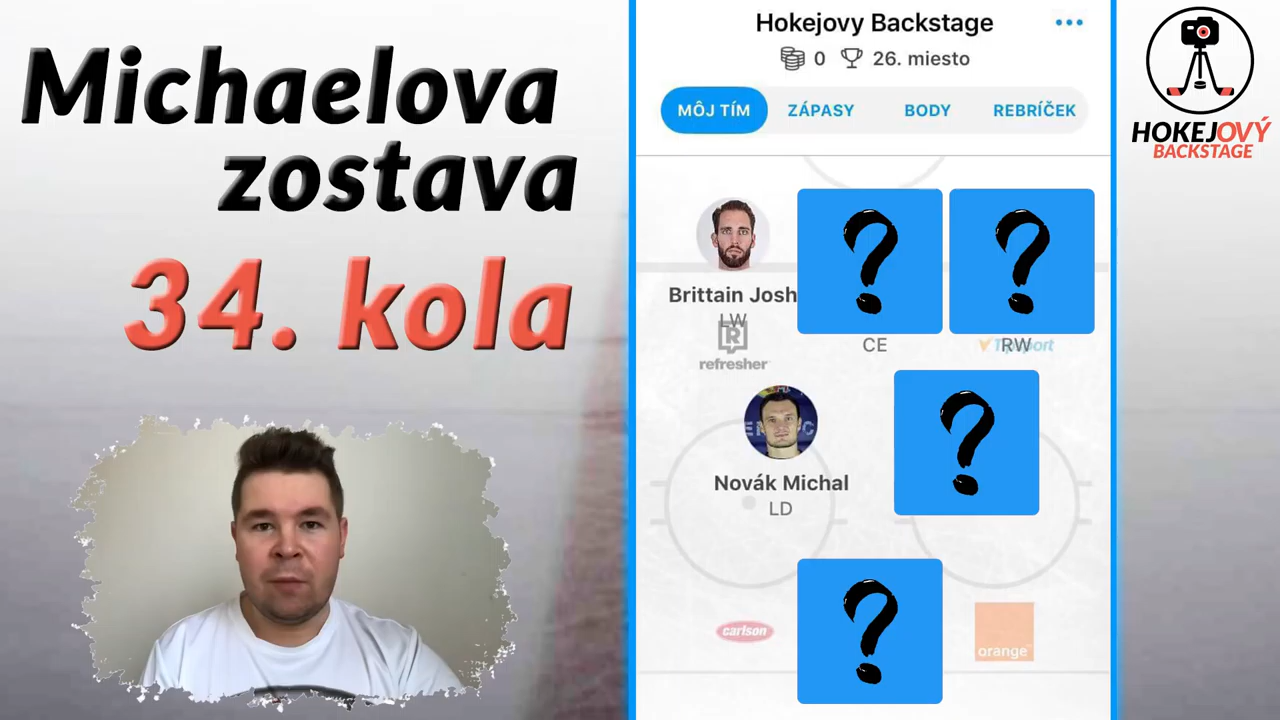 Michaelova
zostava
34. kola
Hokejovy Backstage
0 26. miesto
MÔJ TÍM ZÁPASY BODY REBRÍČEK
HOKEJOVÝ
BACKSTAGE
? ?
Brittain Josh
LW CE RW
refresher
?
Novák Michal
LD
?
carlson
orange